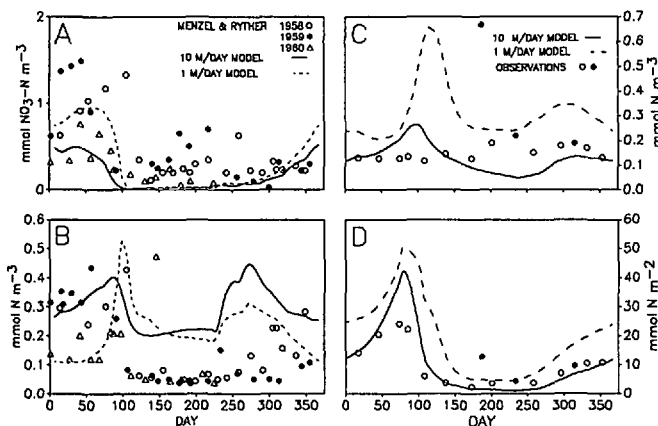 A
MENZEL & RYTHER 1958
1959
1960
10 M/DAY MODEL
1 M/DAY MODEL
mmol NO3-N m-3
2
1
0
B
mmol N m-3
0.6
0.5
0.4
0.3
0.2
0.1
0.0
0 50 100 150 200 250 300 350
DAY
C
10 M/DAY MODEL
1 M/DAY MODEL
OBSERVATIONS
0.7
0.6
0.5
0.4
0.3
0.2
0.1
0.0
mmol N m-3
D
60
50
40
30
20
10
0
mmol N m-2
0 50 100 150 200 250 300 350
DAY